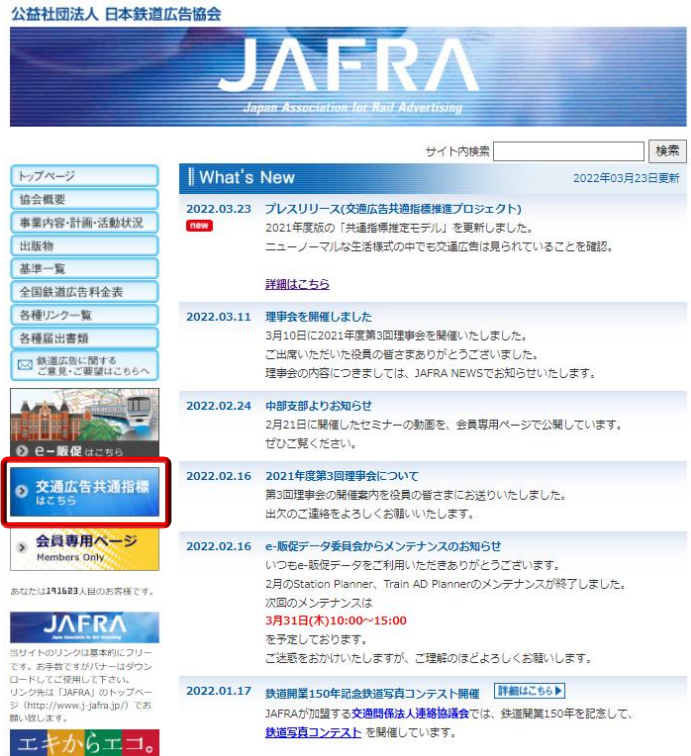 公益社団法人 日本鉄道広告協会
JAFRA
Japan Association for Rail Advertising
サイト内検索
検索
トップページ
協会概要
事業内容・計画・活動状況
出版物
基準一覧
全国鉄道広告料金表
各種リンク一覧
各種届出書類
鉄道広告に関する
ご意見・ご要望はこちらへ
e-販促 はこちら
交通広告共通指標
はこちら
会員専用ページ
Members Only
あなたは191683人目のお客様です。
JAFRA
Japan Association for Rail Advertising
当サイトのリンクは基本的にフリー
です。お手数ですがバナーはダウン
ロードしてご使用して下さい。
リンク先は「JAFRA」のトップペー
ジ（http://www.j-jafra.jp/）でお
願い致します。
エキからエコ。
What's New
2022年03月23日更新
2022.03.23 プレスリリース(交通広告共通指標推進プロジェクト)
new
2021年度版の「共通指標推定モデル」を更新しました。
ニューノーマルな生活様式の中でも交通広告は見られていることを確認。
詳細はこちら
2022.03.11 理事会を開催しました
3月10日に2021年度第3回理事会を開催いたしました。
ご出席いただいた役員の皆さまありがとうございました。
理事会の内容につきましては、JAFRA NEWSでお知らせいたします。
2022.02.24 中部支部よりお知らせ
2月21日に開催したセミナーの動画を、会員専用ページで公開しています。
ぜひご覧ください。
2022.02.16 2021年度第3回理事会について
第3回理事会の開催案内を役員の皆さまにお送りいたしました。
出欠のご連絡をよろしくお願いいたします。
2022.02.16 e-販促データ委員会からメンテナンスのお知らせ
いつもe-販促データをご利用いただきありがとうございます。
2月のStation Planner、Train AD Plannerのメンテナンスが終了しました。
次回のメンテナンスは
3月31日(木)10:00～15:00
を予定しております。
ご迷惑をおかけいたしますが、ご理解のほどよろしくお願いします。
2022.01.17 鉄道開業150年記念鉄道写真コンテスト開催 詳細はこちら▶
JAFRAが加盟する交通関係法人連絡協議会では、鉄道開業150年を記念して、
鉄道写真コンテスト を開催しています。